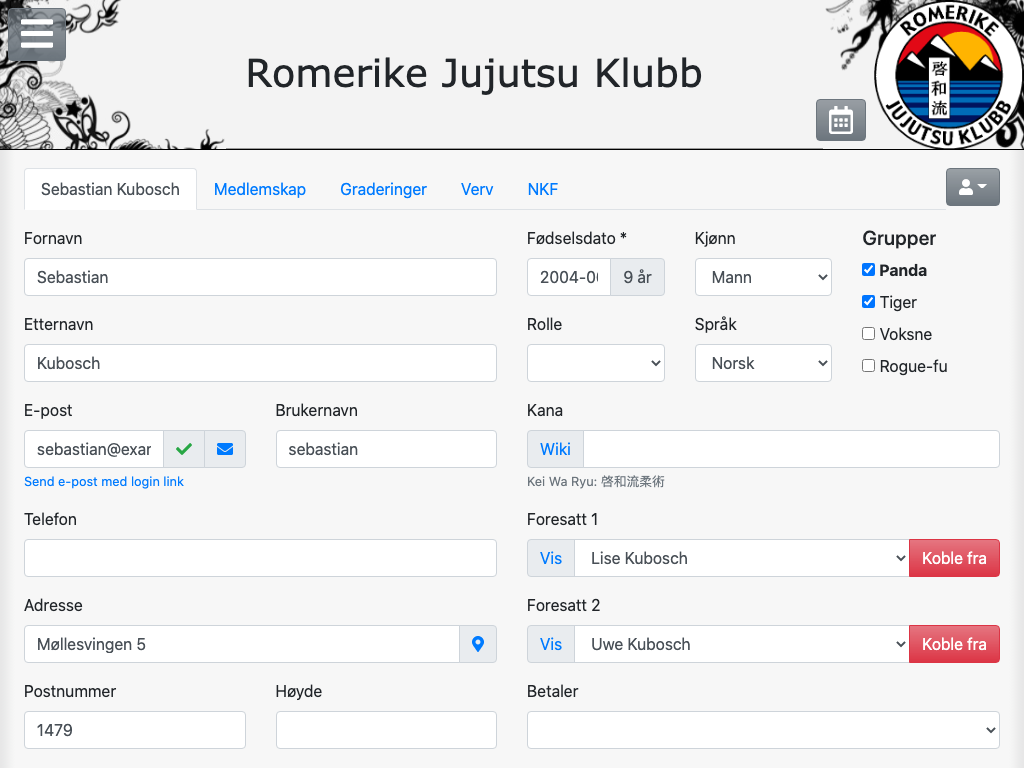 Romerike Jujutsu Klubb
ROMERIKE
啓和流
JUJUTSU KLUBB
Sebastian Kubosch
Medlemskap
Graderinger
Verv
NKF
Fornavn
Sebastian
Fødselsdato *
2004-0
9 år
Kjønn
Mann
Grupper
Panda
Tiger
Voksne
Rogue-fu
Etternavn
Kubosch
Rolle
Språk
Norsk
E-post
sebastian@exar
Send e-post med login link
Brukernavn
sebastian
Kana
Wiki
Kei Wa Ryu: 啓和流柔術
Telefon
Foresatt 1
Vis
Lise Kubosch
Koble fra
Adresse
Møllesvingen 5
Foresatt 2
Vis
Uwe Kubosch
Koble fra
Postnummer
1479
Høyde
Betaler